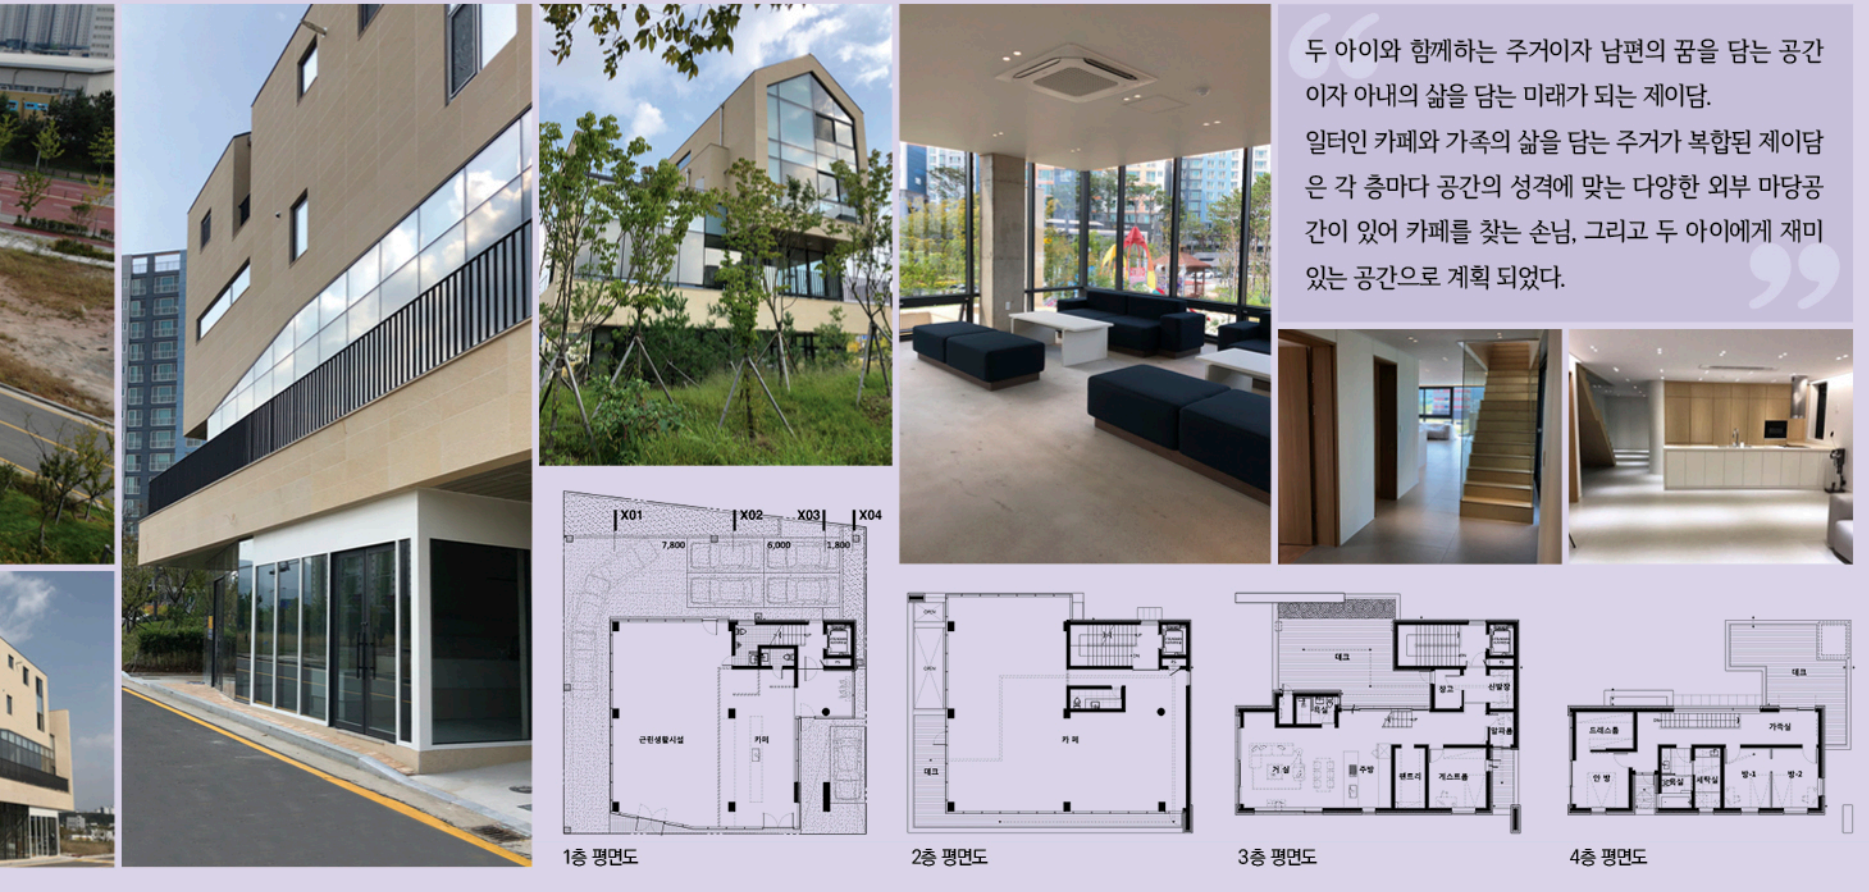 두 아이와 함께하는 주거이자 남편의 꿈을 담는 공간
이자 아내의 삶을 담는 미래가 되는 제이담.
일터인 카페와 가족의 삶을 담는 주거가 복합된 제이담
은 각 층마다 공간의 성격에 맞는 다양한 외부 마당공
간이 있어 카페를 찾는 손님, 그리고 두 아이에게 재미
있는 공간으로 계획 되었다.
X01 X02 X03 X04
7,800 6,000 1,800
근린생활시설 카페
1층 평면도
OPEN
OPEN
카 페
데크
2층 평면도
데크
창고 신발장
욕실
알파룸
거실 주방 팬트리 게스트룸
3층 평면도
데크
드레스룸 가족실
안방 욕실 세탁실 방-1 방-2
4층 평면도